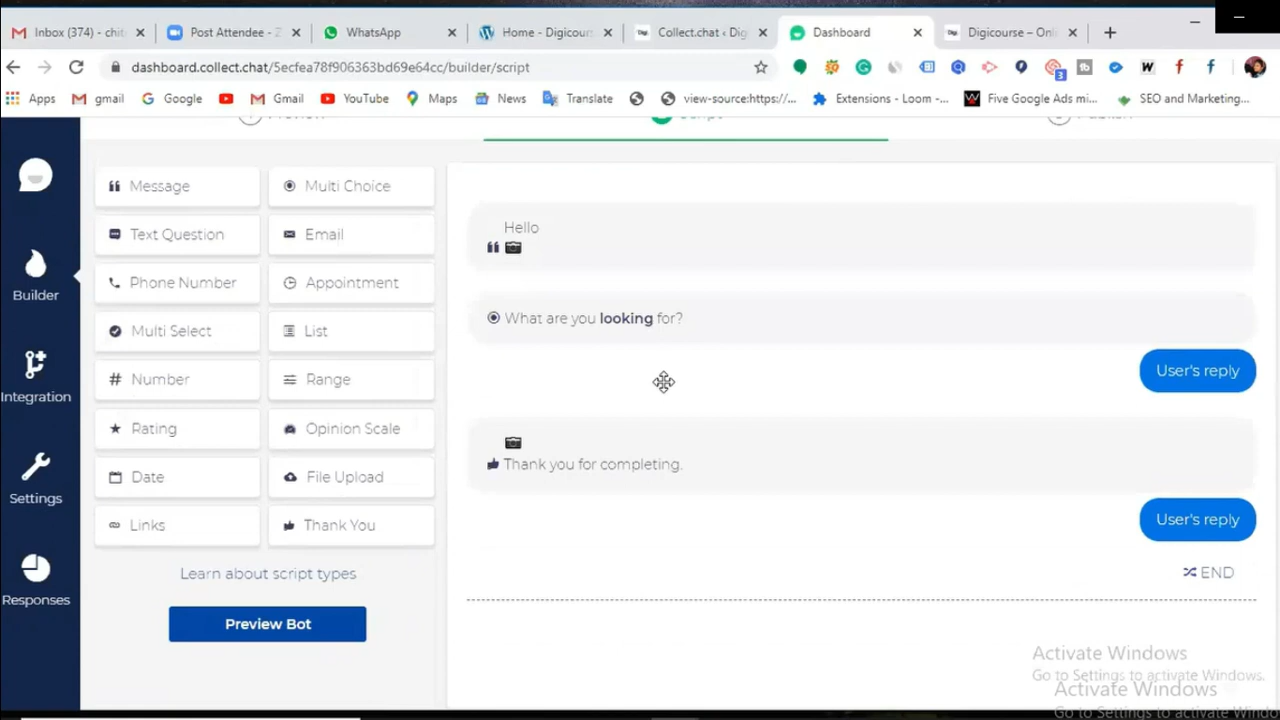 Inbox (374) - chit
Post Attendee - Z
WhatsApp
Home - Digicour
Collect.chat ‹ Dig
Dashboard
Digicourse – Onl
dashboard.collect.chat/5ecfea78f906363bd69e64cc/builder/script
3
Apps
gmail
Google
Gmail
YouTube
Maps
News
Translate
view-source:https://...
Extensions - Loom -...
Five Google Ads mi...
SEO and Marketing...
Script
Message
Multi Choice
Text Question
Email
Phone Number
Appointment
Multi Select
List
Number
Range
Rating
Opinion Scale
Date
File Upload
Links
Thank You
Learn about script types
Preview Bot
Builder
Integration
Settings
Responses
Hello
What are you looking for?
User's reply
Thank you for completing.
User's reply
END
Activate Windows
Go to Settings to activate Windows.
Activate Windows
Go to Settings to activate Windo